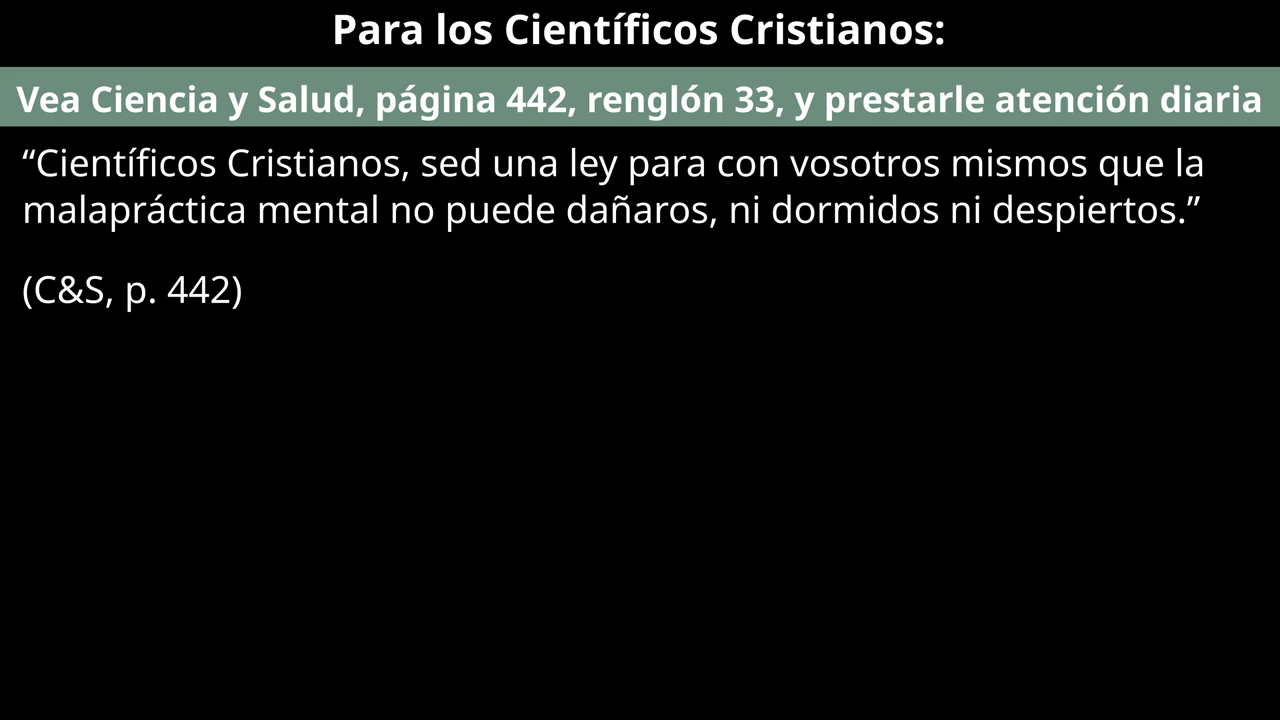 Para los Científicos Cristianos:
Vea Ciencia y Salud, página 442, renglón 33, y prestarle atención diaria
“Científicos Cristianos, sed una ley para con vosotros mismos que la
malapráctica mental no puede dañaros, ni dormidos ni despiertos.”
(C&S, p. 442)